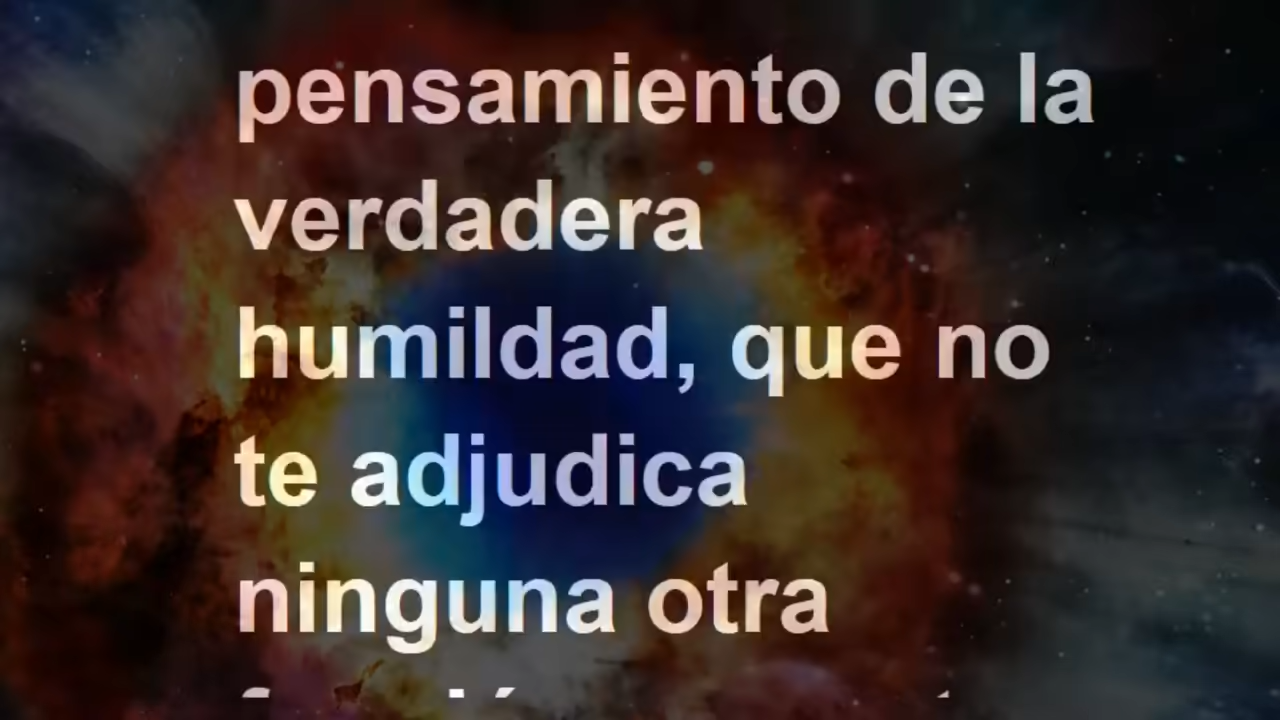 pensamiento de la
verdadera
humildad, que no
te adjudica
ninguna otra